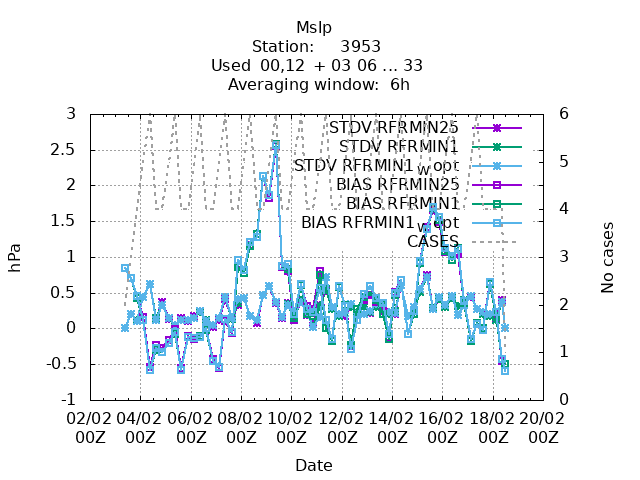 Mslp
Station: 3953
Used 00,12 + 03 06 ... 33
Averaging window: 6h
STDV RFRMIN25
STDV RFRMIN1
STDV RFRMIN1w opt
BIAS RFRMIN25
BIAS RFRMIN1
BIAS RFRMIN1w opt
CASES
3
2.5
2
1.5
1
0.5
0
-0.5
-1
hPa
6
5
4
3
2
1
0
No cases
02/02 04/02 06/02 08/02 10/02 12/02 14/02 16/02 18/02 20/02
00Z 00Z 00Z 00Z 00Z 00Z 00Z 00Z 00Z 00Z
Date